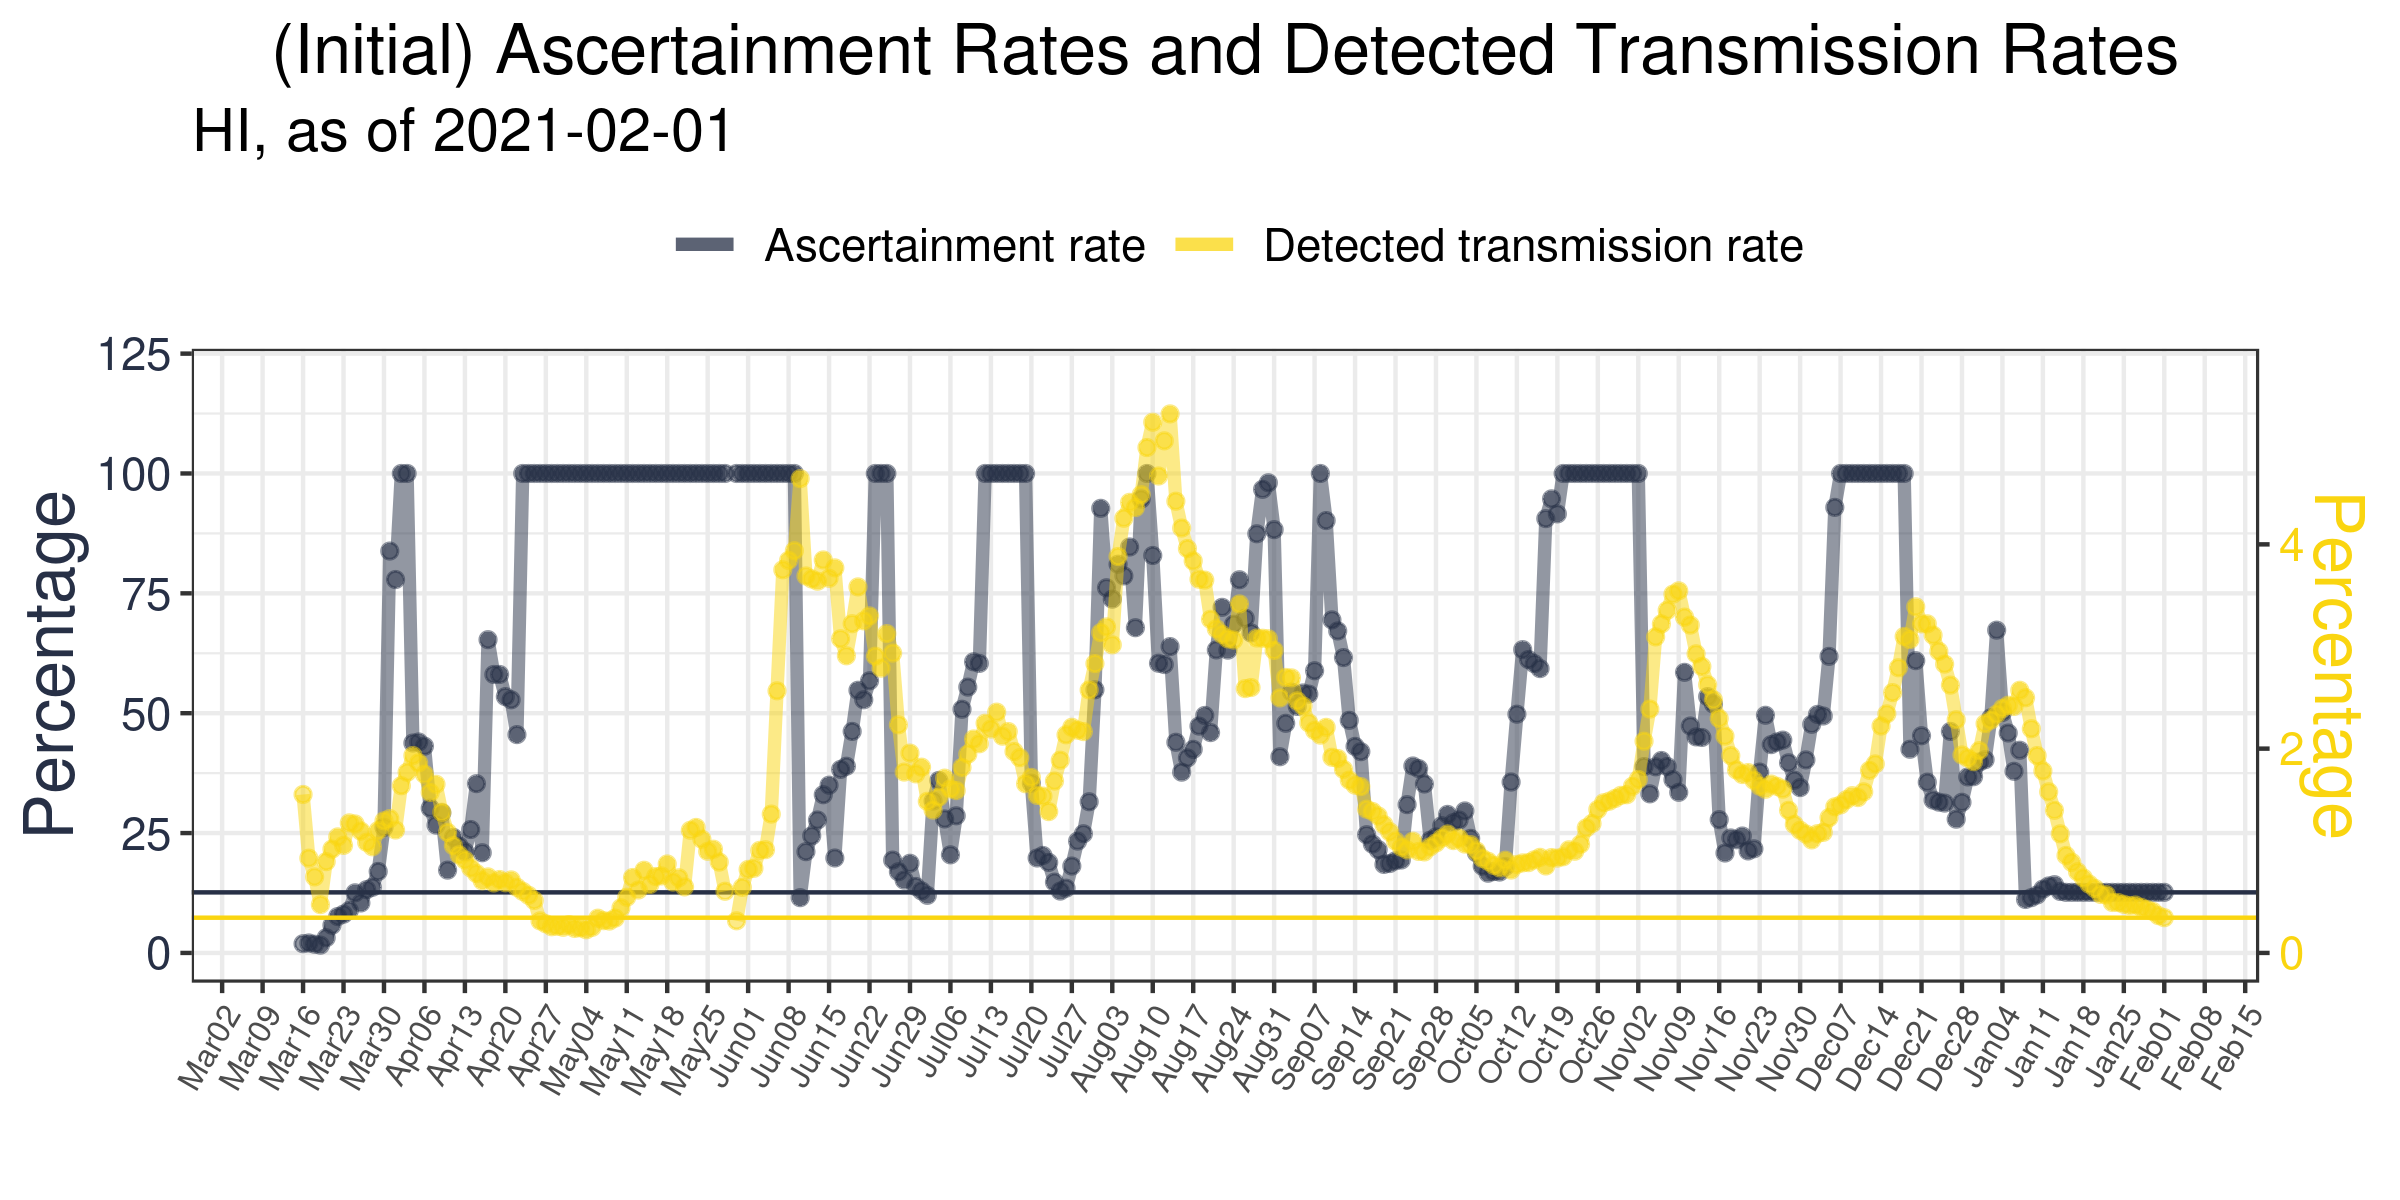 (Initial) Ascertainment Rates and Detected Transmission Rates
HI, as of 2021-02-01
Ascertainment rate
Detected transmission rate
Percentage
125
100
75
50
25
0
4
2
0
Percentage
Mar02
Mar09
Mar16
Mar23
Mar30
Apr06
Apr13
Apr20
Apr27
May04
May11
May18
May25
Jun01
Jun08
Jun15
Jun22
Jun29
Jul06
Jul13
Jul20
Jul27
Aug03
Aug10
Aug17
Aug24
Aug31
Sep07
Sep14
Sep21
Sep28
Oct05
Oct12
Oct19
Oct26
Nov02
Nov09
Nov16
Nov23
Nov30
Dec07
Dec14
Dec21
Dec28
Jan04
Jan11
Jan18
Jan25
Feb01
Feb08
Feb15